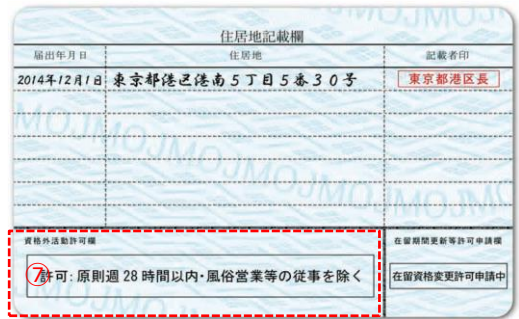 住居地記載欄
届出年月日 住居地 記載者印
2014年12月1日 東京都港区港南5丁目5番30号 東京都港区長
資格外活動許可欄 在留期間更新等許可申請欄
⑦許可:原則週28時間以内・風俗営業等の従事を除く 在留資格変更許可申請中
MOJMOJMOJMOJMOJ